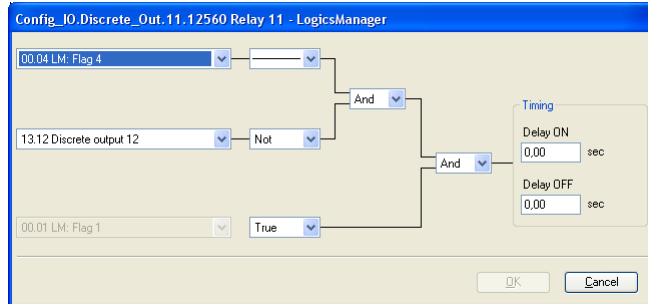 Config_IO.Discrete_Out.11.12560 Relay 11 - LogicsManager
00.04 LM: Flag 4
And
Timing
Delay ON
13.12 Discrete output 12
Not
0,00
sec
And
Delay OFF
0,00
sec
00.01 LM: Flag 1
True
OK
Cancel